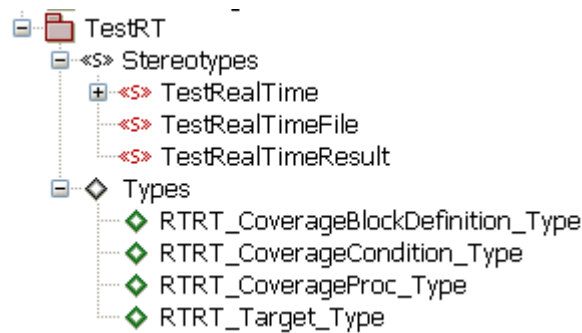 TestRT
«S» Stereotypes
«S» TestRealTime
«S» TestRealTimeFile
«S» TestRealTimeResult
Types
RTRT_CoverageBlockDefinition_Type
RTRT_CoverageCondition_Type
RTRT_CoverageProc_Type
RTRT_Target_Type